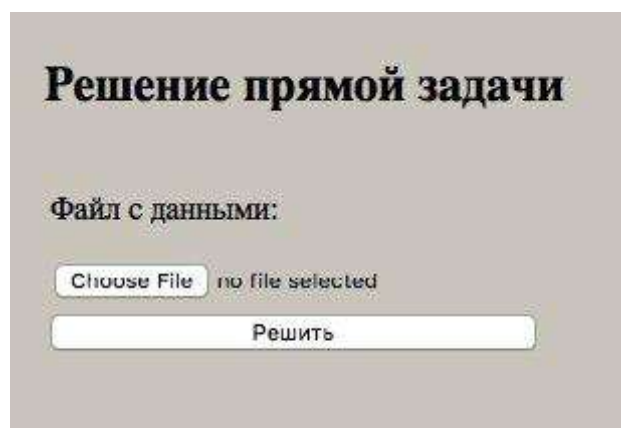 Решение прямой задачи
Файл с данными:
Choose File no file selected
Решить